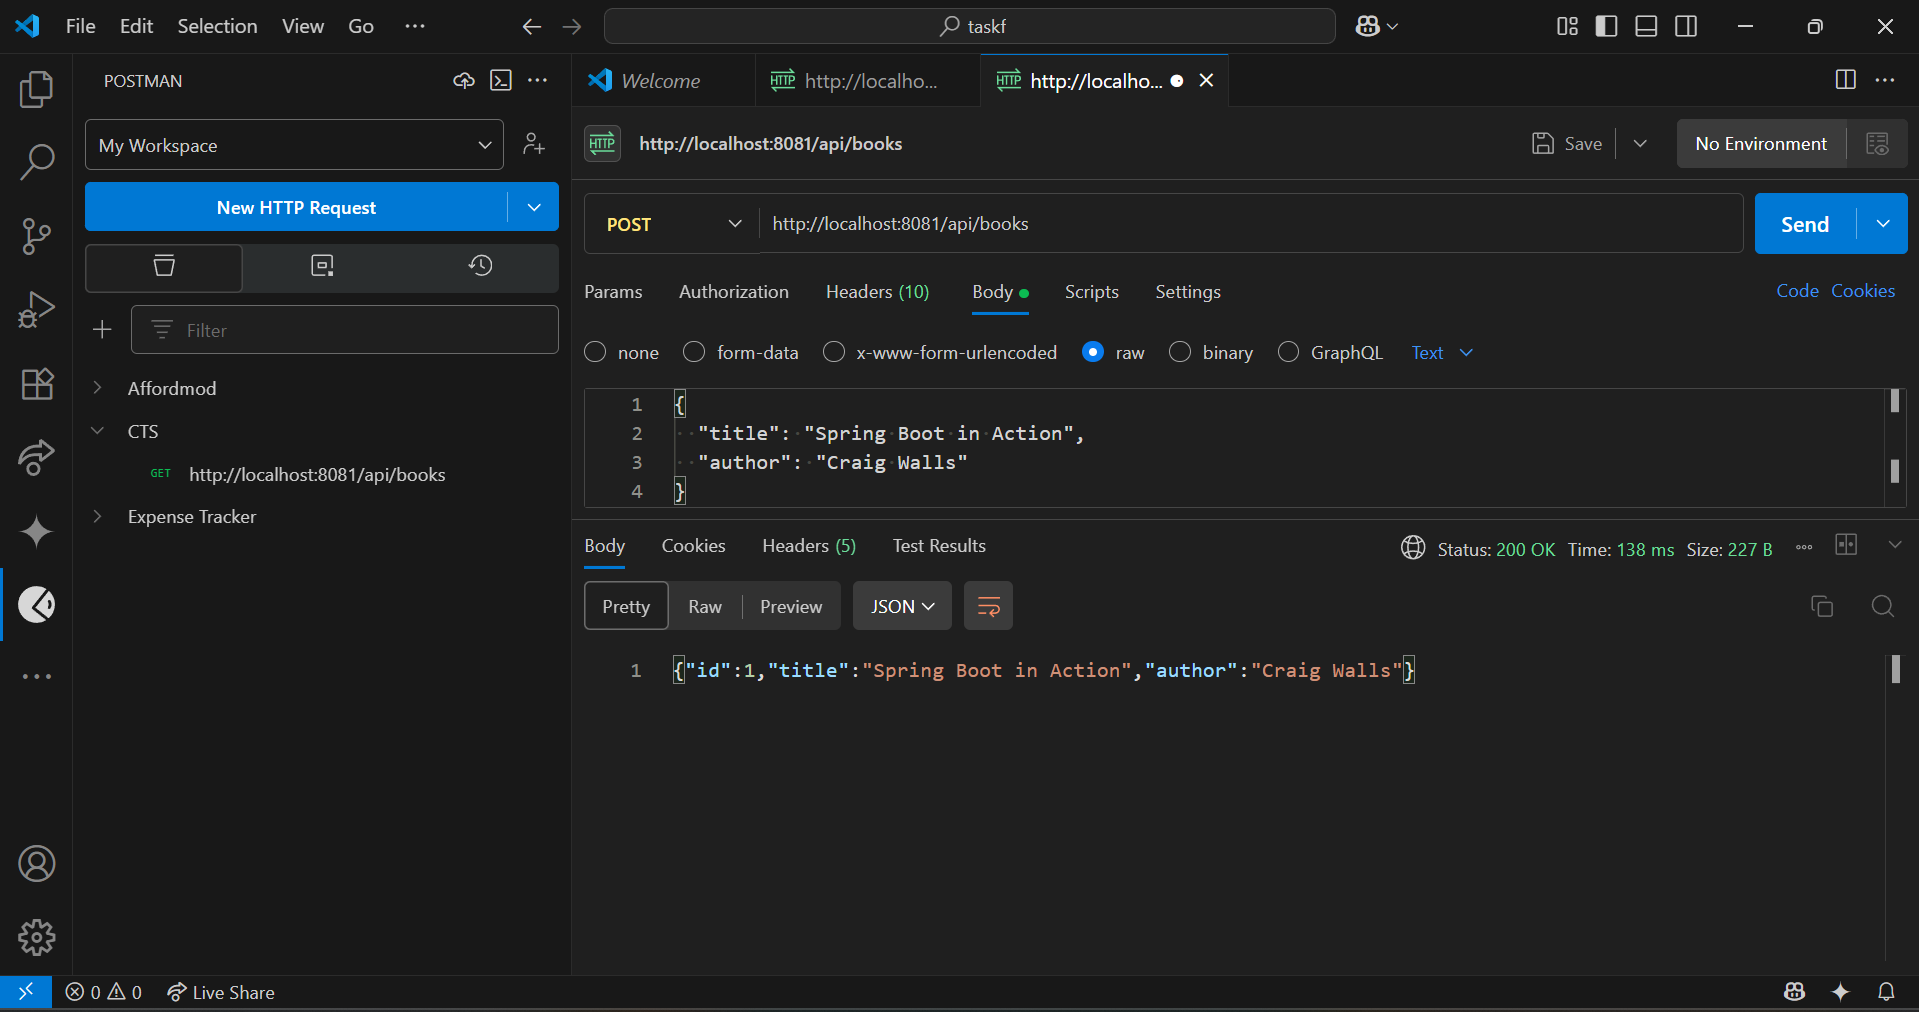 File Edit Selection View Go ··· taskf
POSTMAN
My Workspace
New HTTP Request
Filter
Affordmod
CTS
GET http://localhost:8081/api/books
Expense Tracker
Welcome http://localho... http://localho...
HTTP http://localhost:8081/api/books Save No Environment
POST http://localhost:8081/api/books Send
Params Authorization Headers (10) Body Scripts Settings Code Cookies
none form-data x-www-form-urlencoded raw binary GraphQL Text
1 {
2 "title": "Spring Boot in Action",
3 "author": "Craig Walls"
4 }
Body Cookies Headers (5) Test Results Status: 200 OK Time: 138 ms Size: 227 B
Pretty Raw Preview JSON
1 {"id":1,"title":"Spring Boot in Action","author":"Craig Walls"}
0 0 Live Share